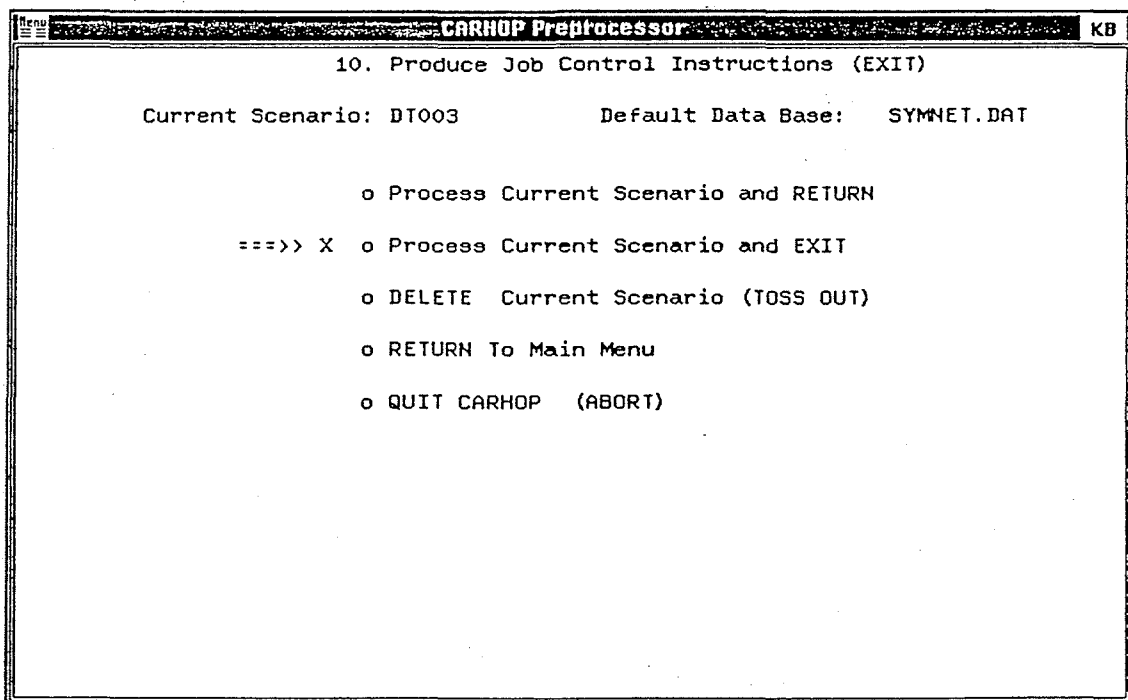 Menu CARHOP Preprocessor KB
10. Produce Job Control Instructions (EXIT)
Current Scenario: DT003 Default Data Base: SYMNET.DAT
o Process Current Scenario and RETURN
===>> X o Process Current Scenario and EXIT
o DELETE Current Scenario (TOSS OUT)
o RETURN To Main Menu
o QUIT CARHOP (ABORT)